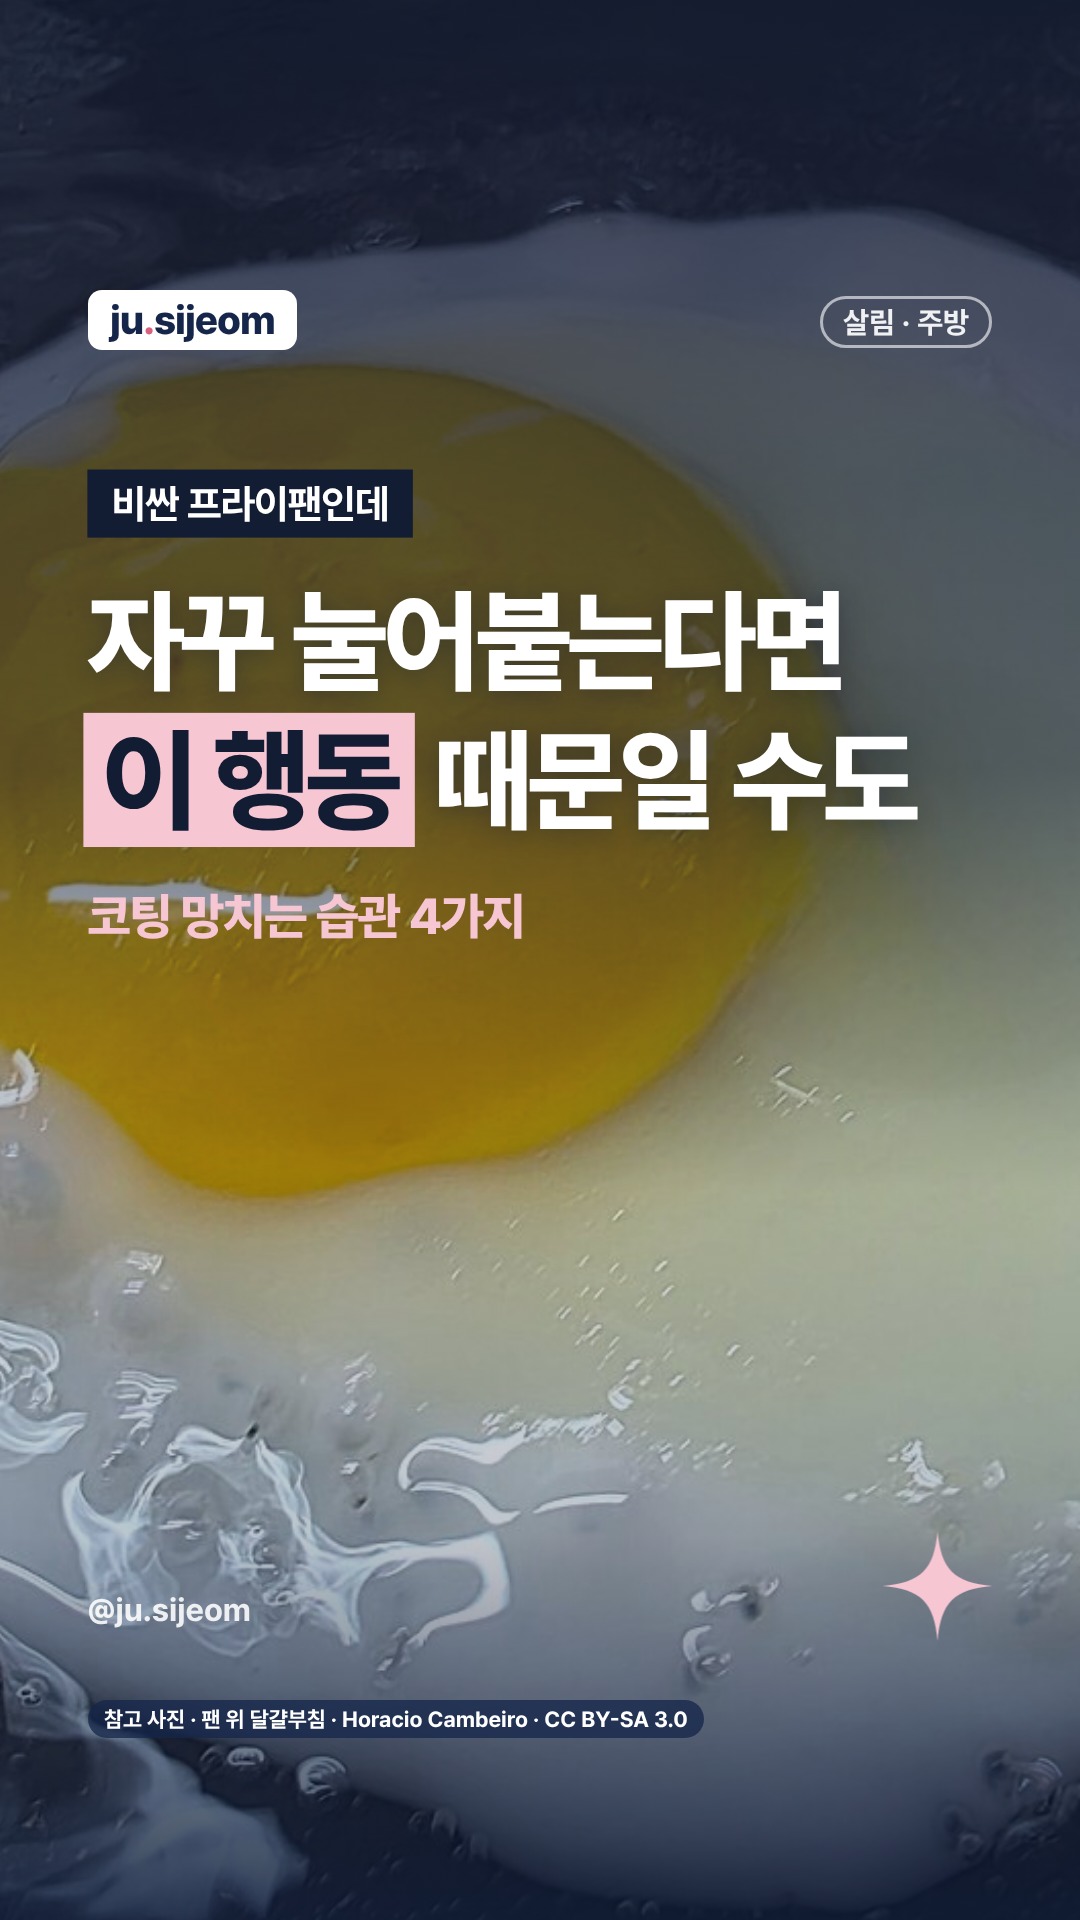 ju.sijeom
살림 · 주방
비싼 프라이팬인데
자꾸 눌어붙는다면
이 행동 때문일 수도
코팅 망치는 습관 4가지
@ju.sijeom
참고 사진 · 팬 위 달걀부침 · Horacio Cambeiro · CC BY-SA 3.0